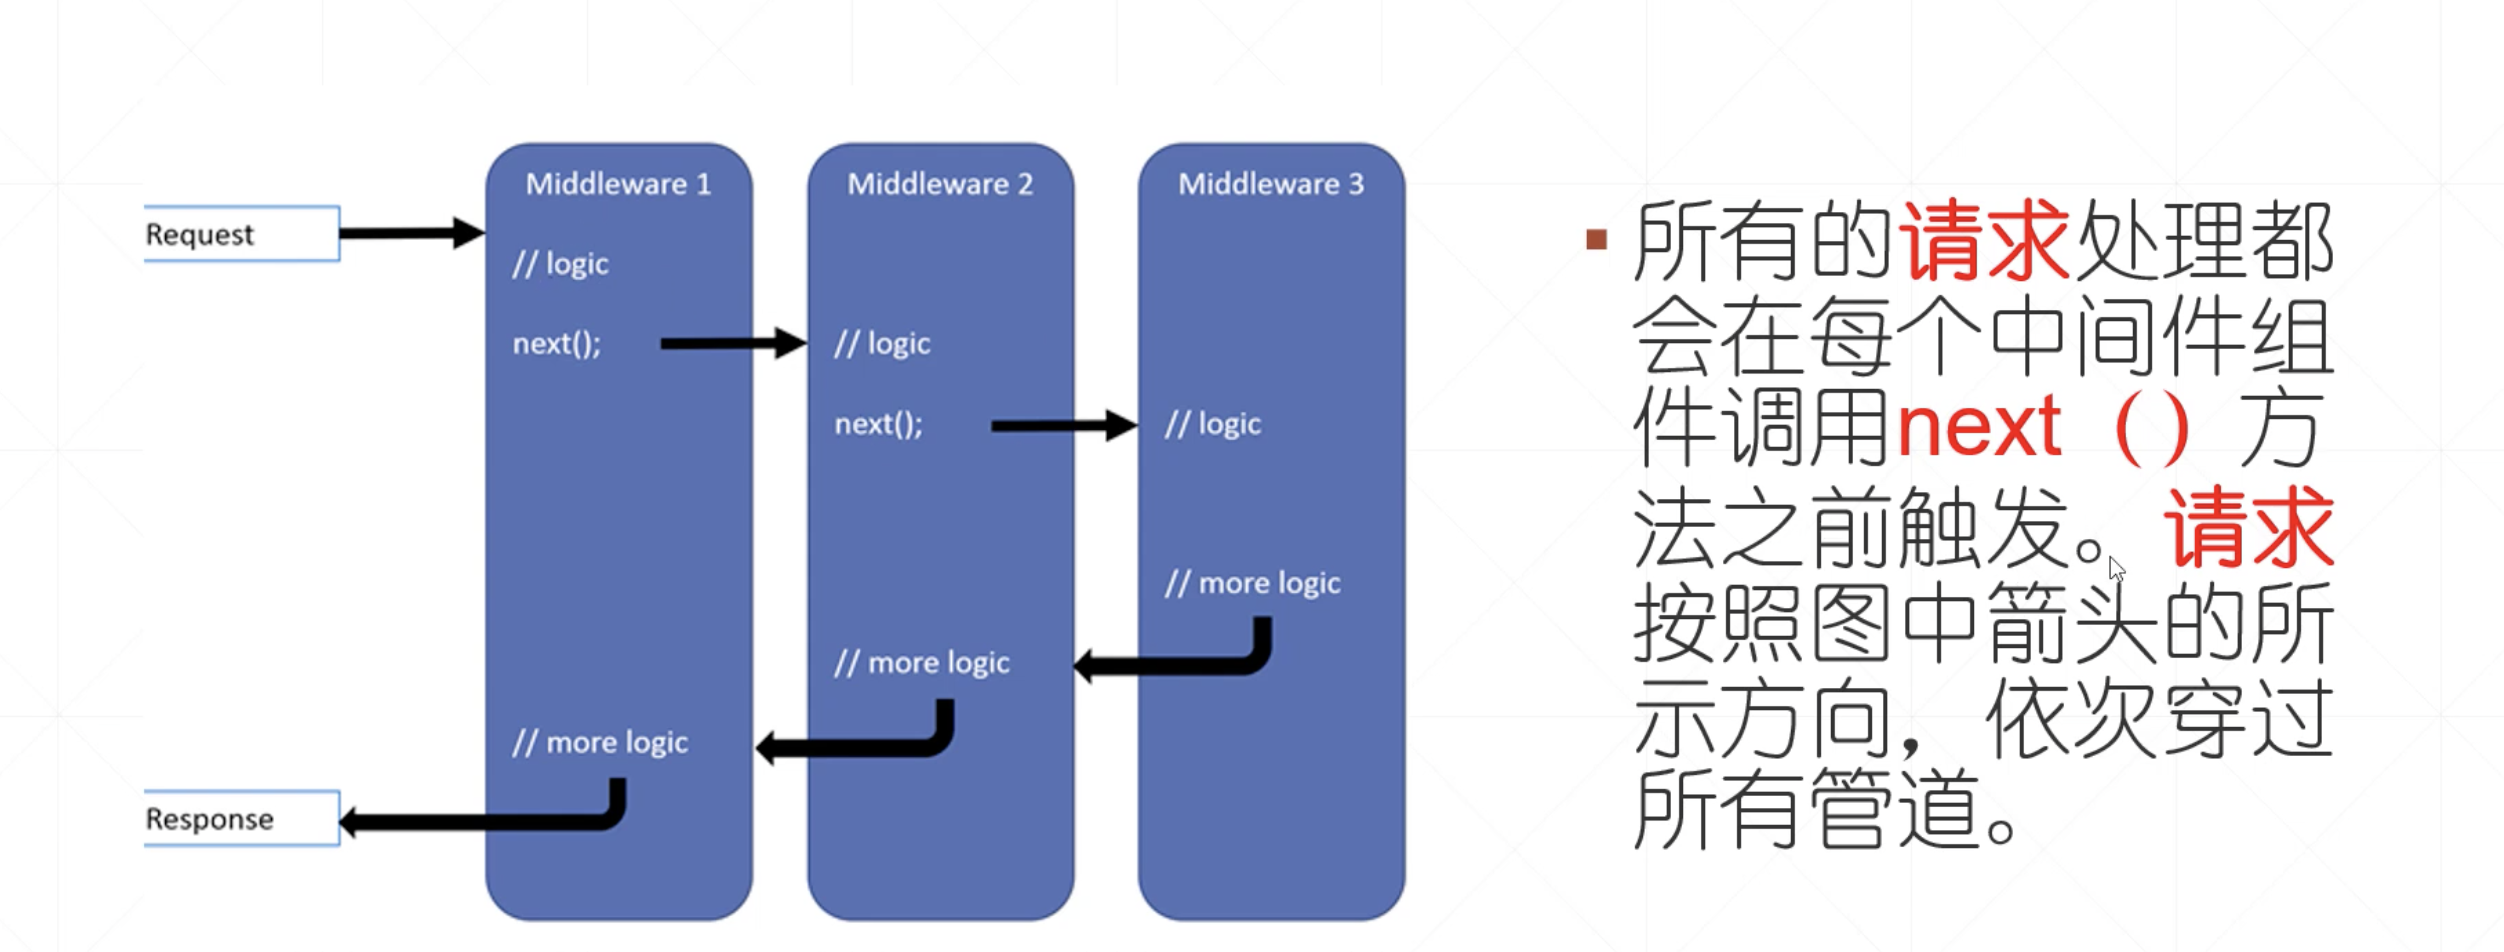 Middleware 1
Middleware 2
Middleware 3
Request
// logic
next();
// logic
next();
// logic
// more logic
// more logic
// more logic
Response
所有的请求处理都
会在每个中间件组
件调用next（）方
法之前触发。 请求
按照图中箭头的所
示方向，依次穿过
所有管道。